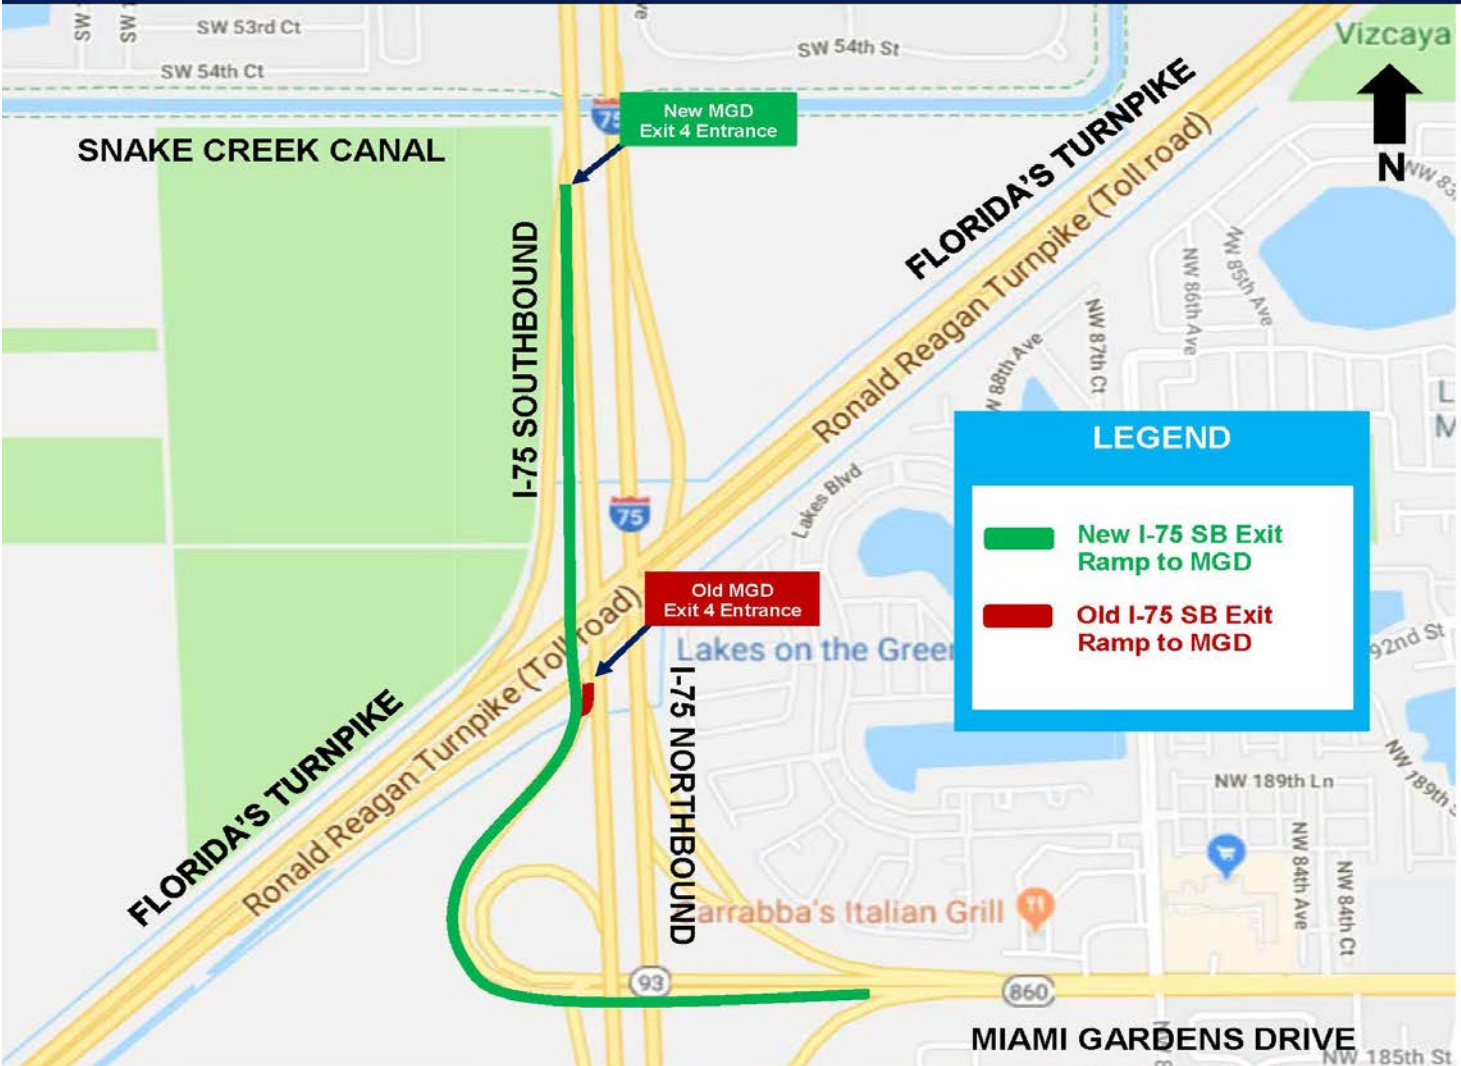 SW 53rd Ct
SW 54th St
SW 54th Ct
Vizcaya
New MGD
Exit 4 Entrance
75
SNAKE CREEK CANAL
N
FLORIDA'S TURNPIKE
Ronald Reagan Turnpike (Toll road)
I-75 SOUTHBOUND
NW 86th Ave
NW 85th Ave
NW 87th Ct
88th Ave
LEGEND
New I-75 SB Exit
Ramp to MGD
Old I-75 SB Exit
Ramp to MGD
Lakes Blvd
75
Old MGD
Exit 4 Entrance
Lakes on the Green
92nd St
I-75 NORTHBOUND
FLORIDA'S TURNPIKE
Ronald Reagan Turnpike (Toll road)
NW 189th Ln
NW 189th
NW 84th Ave
NW 84th Ct
arrabba's Italian Grill
93
860
MIAMI GARDENS DRIVE
NW 185th St